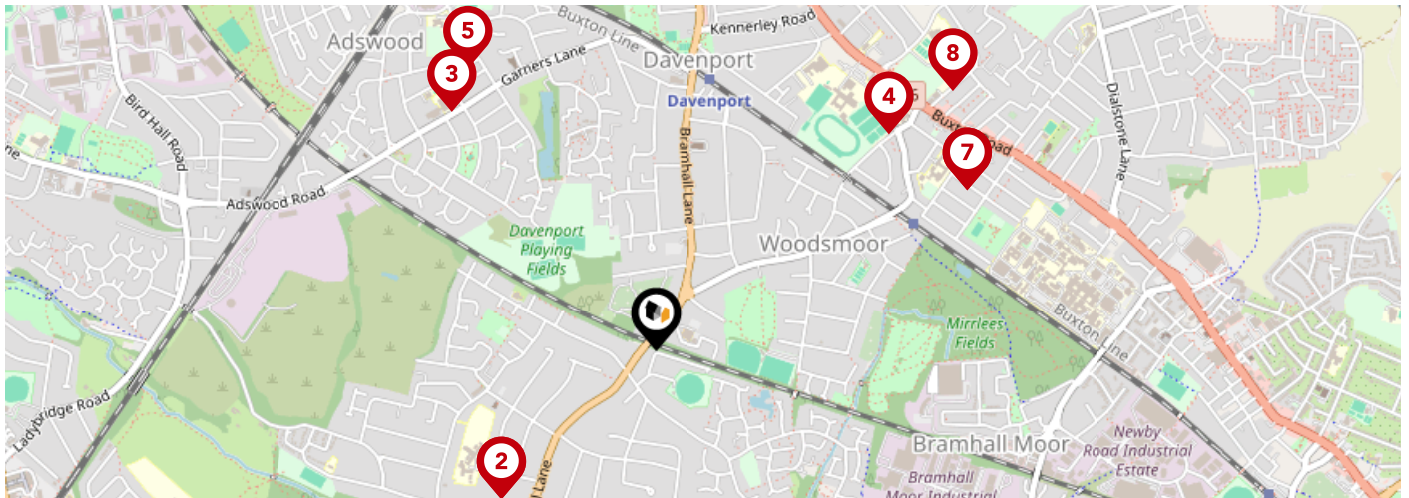 Adswood
5
3
Garners Lane
Buxton Line
Davenport
Davenport
Kennerley Road
8
4
6
Buxton Road
7
Dialstone Lane
Bird Hall Road
Adswood Road
Bramhall Lane
Davenport
Playing
Fields
Woodsmoor
Mirrlees
Fields
Buxton Line
Ladybridge Road
2
Lane
Bramhall Moor
Newby
Road Industrial
Estate
Bramhall
Moor Industrial